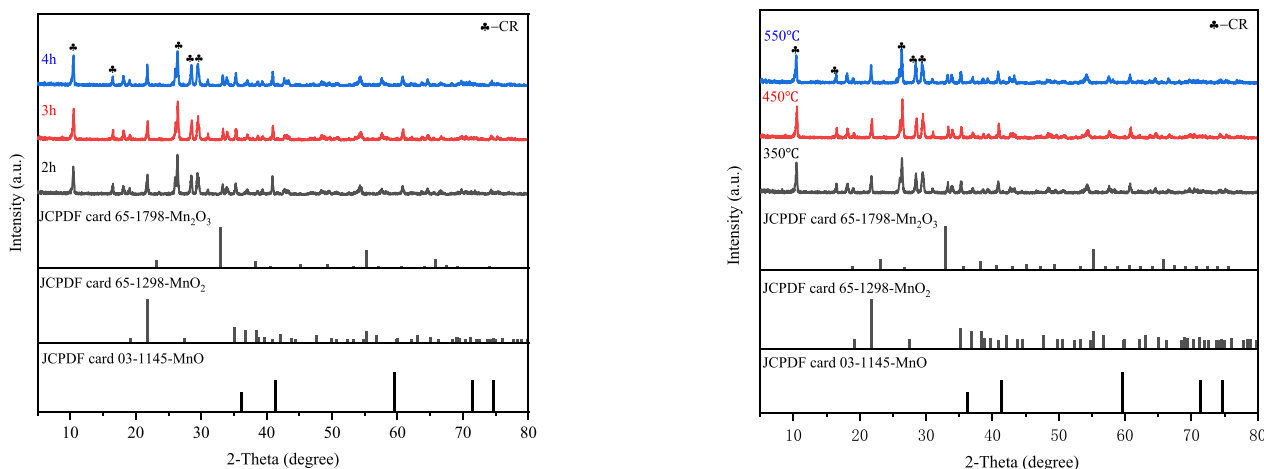 ♣−CR
4h
3h
2h
JCPDF card 65-1798-Mn₂O₃
JCPDF card 65-1298-MnO₂
JCPDF card 03-1145-MnO
Intensity (a.u.)
10 20 30 40 50 60 70 80
2-Theta (degree)
♣−CR
550℃
450℃
350℃
JCPDF card 65-1798-Mn₂O₃
JCPDF card 65-1298-MnO₂
JCPDF card 03-1145-MnO
Intensity (a.u.)
10 20 30 40 50 60 70 80
2-Theta (degree)